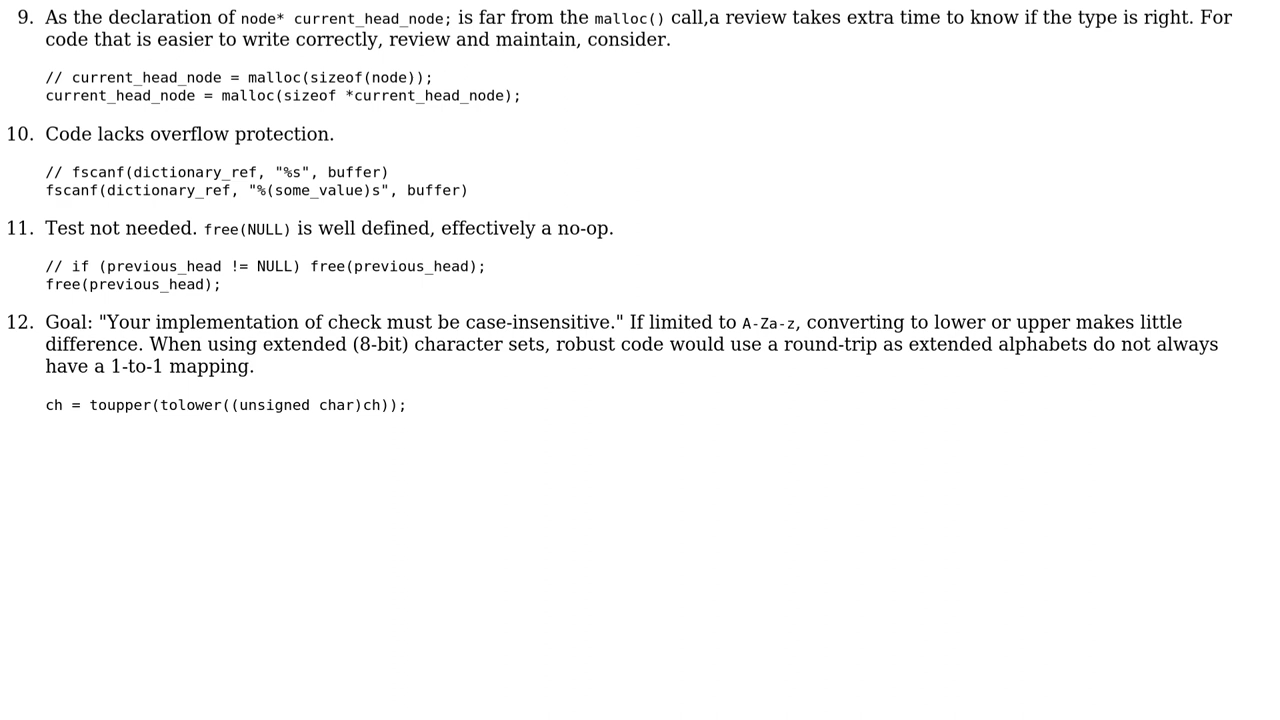 9. As the declaration of node* current_head_node; is far from the malloc() call,a review takes extra time to know if the type is right. For
code that is easier to write correctly, review and maintain, consider.
// current_head_node = malloc(sizeof(node));
current_head_node = malloc(sizeof *current_head_node);
10. Code lacks overflow protection.
// fscanf(dictionary_ref, "%s", buffer)
fscanf(dictionary_ref, "%(some_value)s", buffer)
11. Test not needed. free(NULL) is well defined, effectively a no-op.
// if (previous_head != NULL) free(previous_head);
free(previous_head);
12. Goal: "Your implementation of check must be case-insensitive." If limited to A-Za-z, converting to lower or upper makes little
difference. When using extended (8-bit) character sets, robust code would use a round-trip as extended alphabets do not always
have a 1-to-1 mapping.
ch = toupper(tolower((unsigned char)ch));